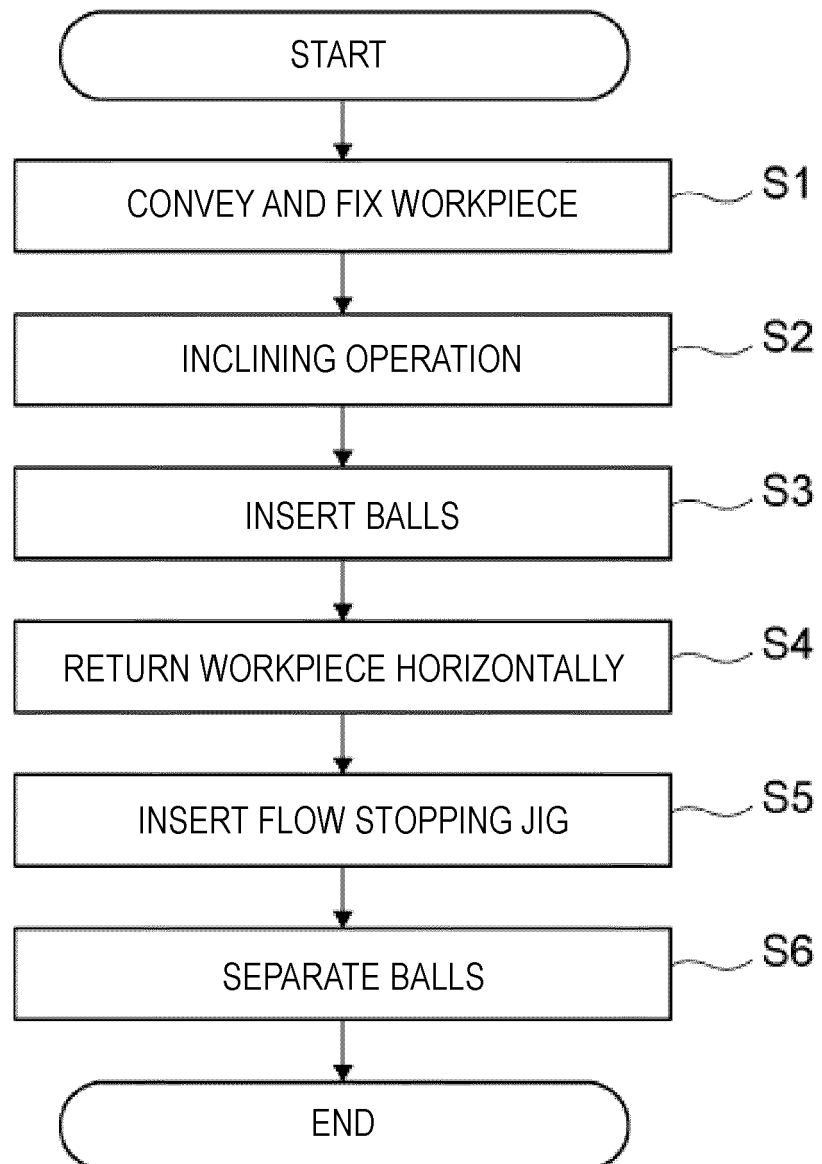 START
CONVEY AND FIX WORKPIECE
S1
INCLINING OPERATION
S2
INSERT BALLS
S3
RETURN WORKPIECE HORIZONTALLY
S4
INSERT FLOW STOPPING JIG
S5
SEPARATE BALLS
S6
END